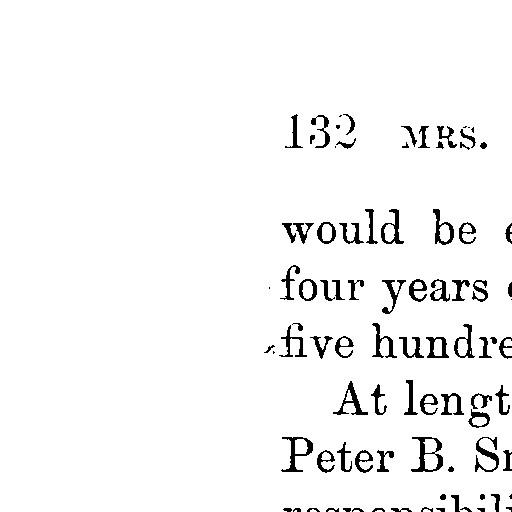 132 MRS.
would be
four years
five hundre
At lengt
Peter B. S